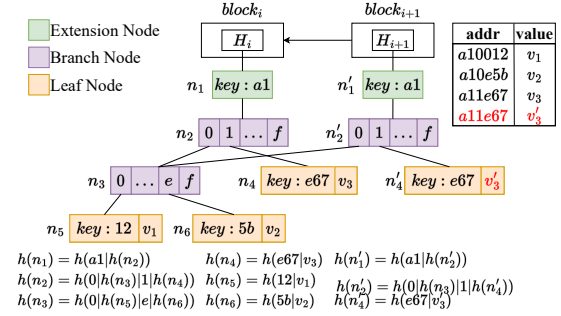 Extension Node
Branch Node
Leaf Node
block_i
block_{i+1}
H_i
H_{i+1}
addr value
a10012 v_1
a10e5b v_2
a11e67 v_3
a11e67 v'_3
n_1 key : a1
n'_1 key : a1
n_2 0 1 ... f
n'_2 0 1 ... f
n_3 0 ... e f
n_4 key : e67 v_3
n'_4 key : e67 v'_3
n_5 key : 12 v_1
n_6 key : 5b v_2
h(n_1) = h(a1|h(n_2)) h(n_4) = h(e67|v_3) h(n'_1) = h(a1|h(n'_2))
h(n_2) = h(0|h(n_3)|1|h(n_4)) h(n_5) = h(12|v_1) h(n'_2) = h(0|h(n_3)|1|h(n'_4))
h(n_3) = h(0|h(n_5)|e|h(n_6)) h(n_6) = h(5b|v_2) h(n'_4) = h(e67|v'_3)